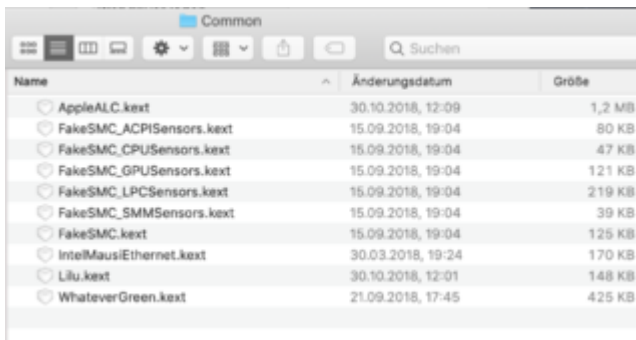 Common
Suchen
Name Änderungsdatum Größe
AppleALC.kext 30.10.2018, 12:09 1,2 MB
FakeSMC_ACPISensors.kext 15.09.2018, 19:04 80 KB
FakeSMC_CPUSensors.kext 15.09.2018, 19:04 47 KB
FakeSMC_GPUSensors.kext 15.09.2018, 19:04 121 KB
FakeSMC_LPCSensors.kext 15.09.2018, 19:04 219 KB
FakeSMC_SMMSensors.kext 15.09.2018, 19:04 39 KB
FakeSMC.kext 15.09.2018, 19:04 125 KB
IntelMausiEthernet.kext 30.03.2018, 19:24 170 KB
Lilu.kext 30.10.2018, 12:01 148 KB
WhateverGreen.kext 21.09.2018, 17:45 425 KB